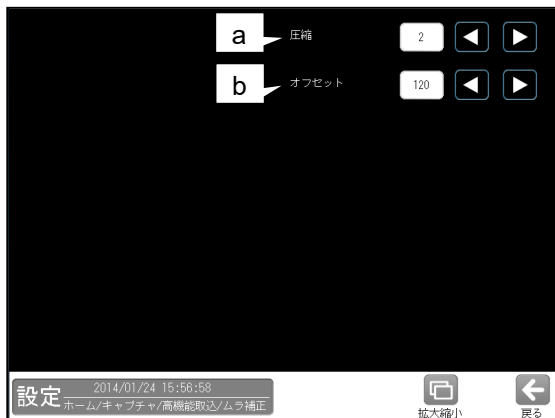 a 圧縮 2
b オフセット 120
設定 2014/01/24 15:56:58
ホーム/キャプチャ/高機能取込/ムラ補正
拡大縮小 戻る